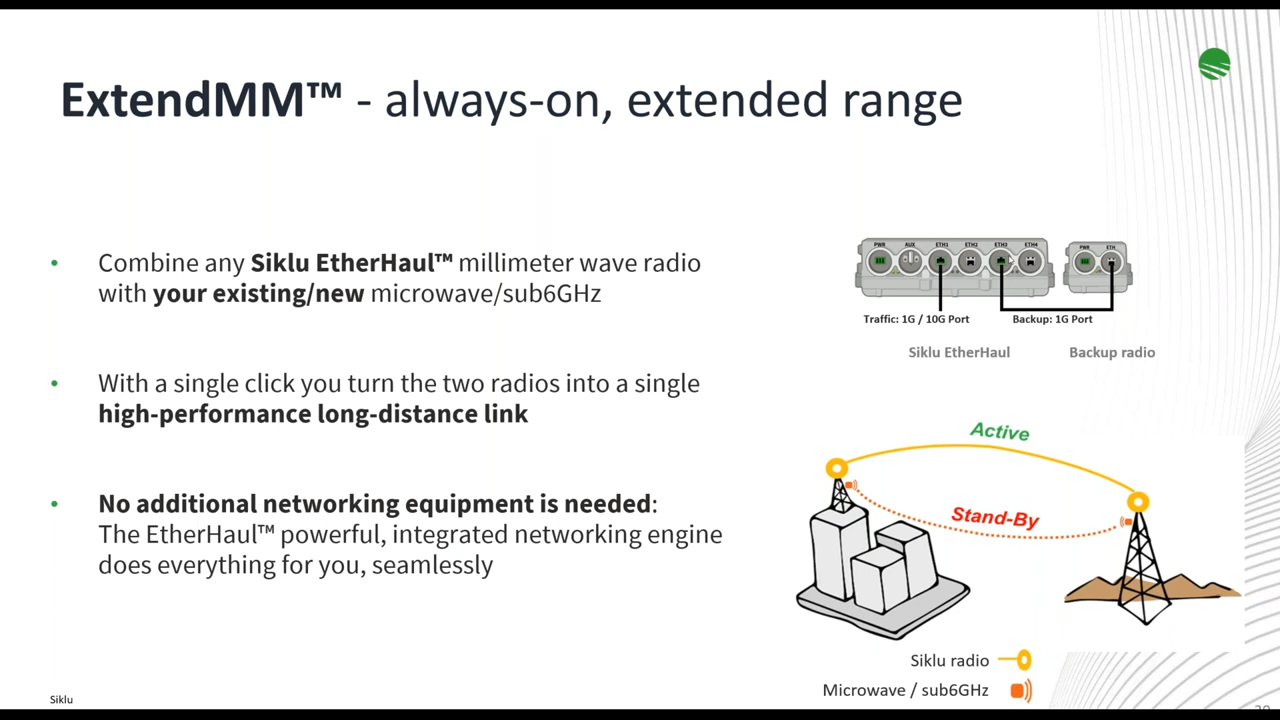 ExtendMM™ - always-on, extended range
• Combine any Siklu EtherHaul™ millimeter wave radio
with your existing/new microwave/sub6GHz
• With a single click you turn the two radios into a single
high-performance long-distance link
• No additional networking equipment is needed:
The EtherHaul™ powerful, integrated networking engine
does everything for you, seamlessly
PWR AUX ETH1 ETH2 ETH3 ETH4 PWR ETH
Traffic: 1G / 10G Port Backup: 1G Port
Siklu EtherHaul Backup radio
Active
Stand-By
Siklu radio
Microwave / sub6GHz
Siklu